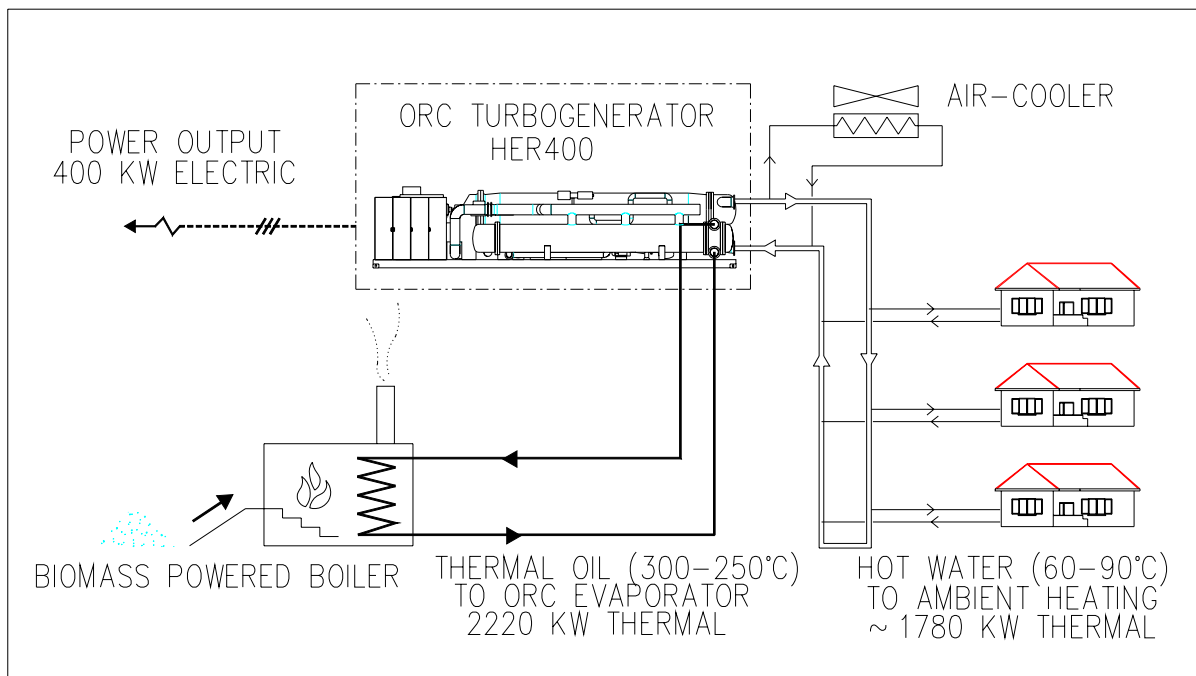 ORC TURBOGENERATOR
HER400
AIR-COOLER
POWER OUTPUT
400 KW ELECTRIC
BIOMASS POWERED BOILER
THERMAL OIL (300-250°C)
TO ORC EVAPORATOR
2220 KW THERMAL
HOT WATER (60-90°C)
TO AMBIENT HEATING
~ 1780 KW THERMAL